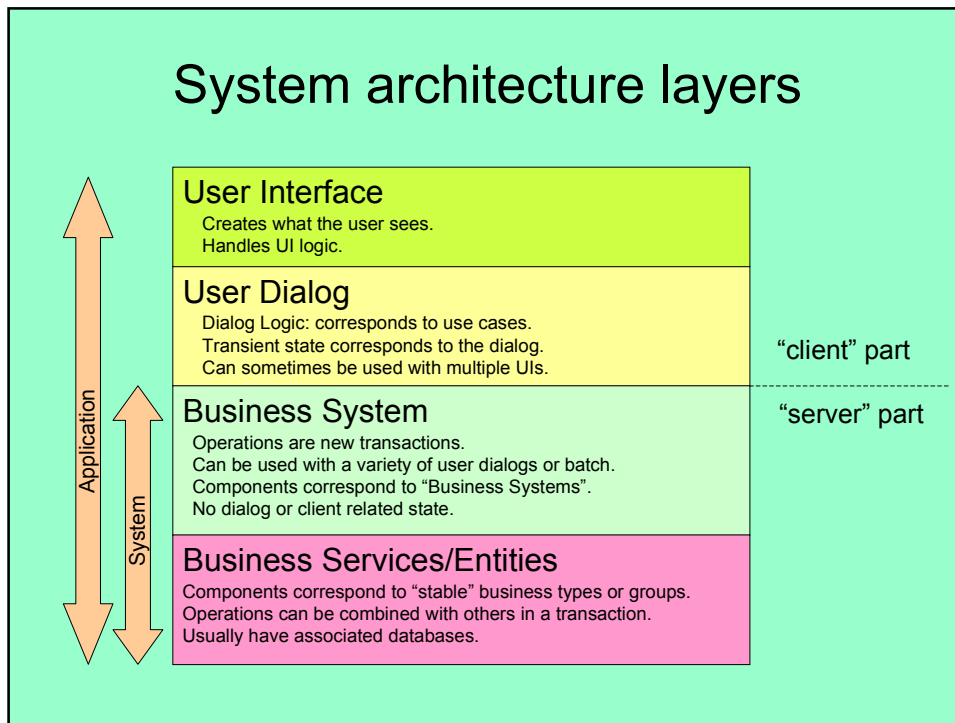 System architecture layers
User Interface
Creates what the user sees.
Handles UI logic.
User Dialog
Dialog Logic: corresponds to use cases.
Transient state corresponds to the dialog.
Can sometimes be used with multiple UIs.
“client” part
“server” part
Business System
Operations are new transactions.
Can be used with a variety of user dialogs or batch.
Components correspond to “Business Systems”.
No dialog or client related state.
Business Services/Entities
Components correspond to “stable” business types or groups.
Operations can be combined with others in a transaction.
Usually have associated databases.
Application
System